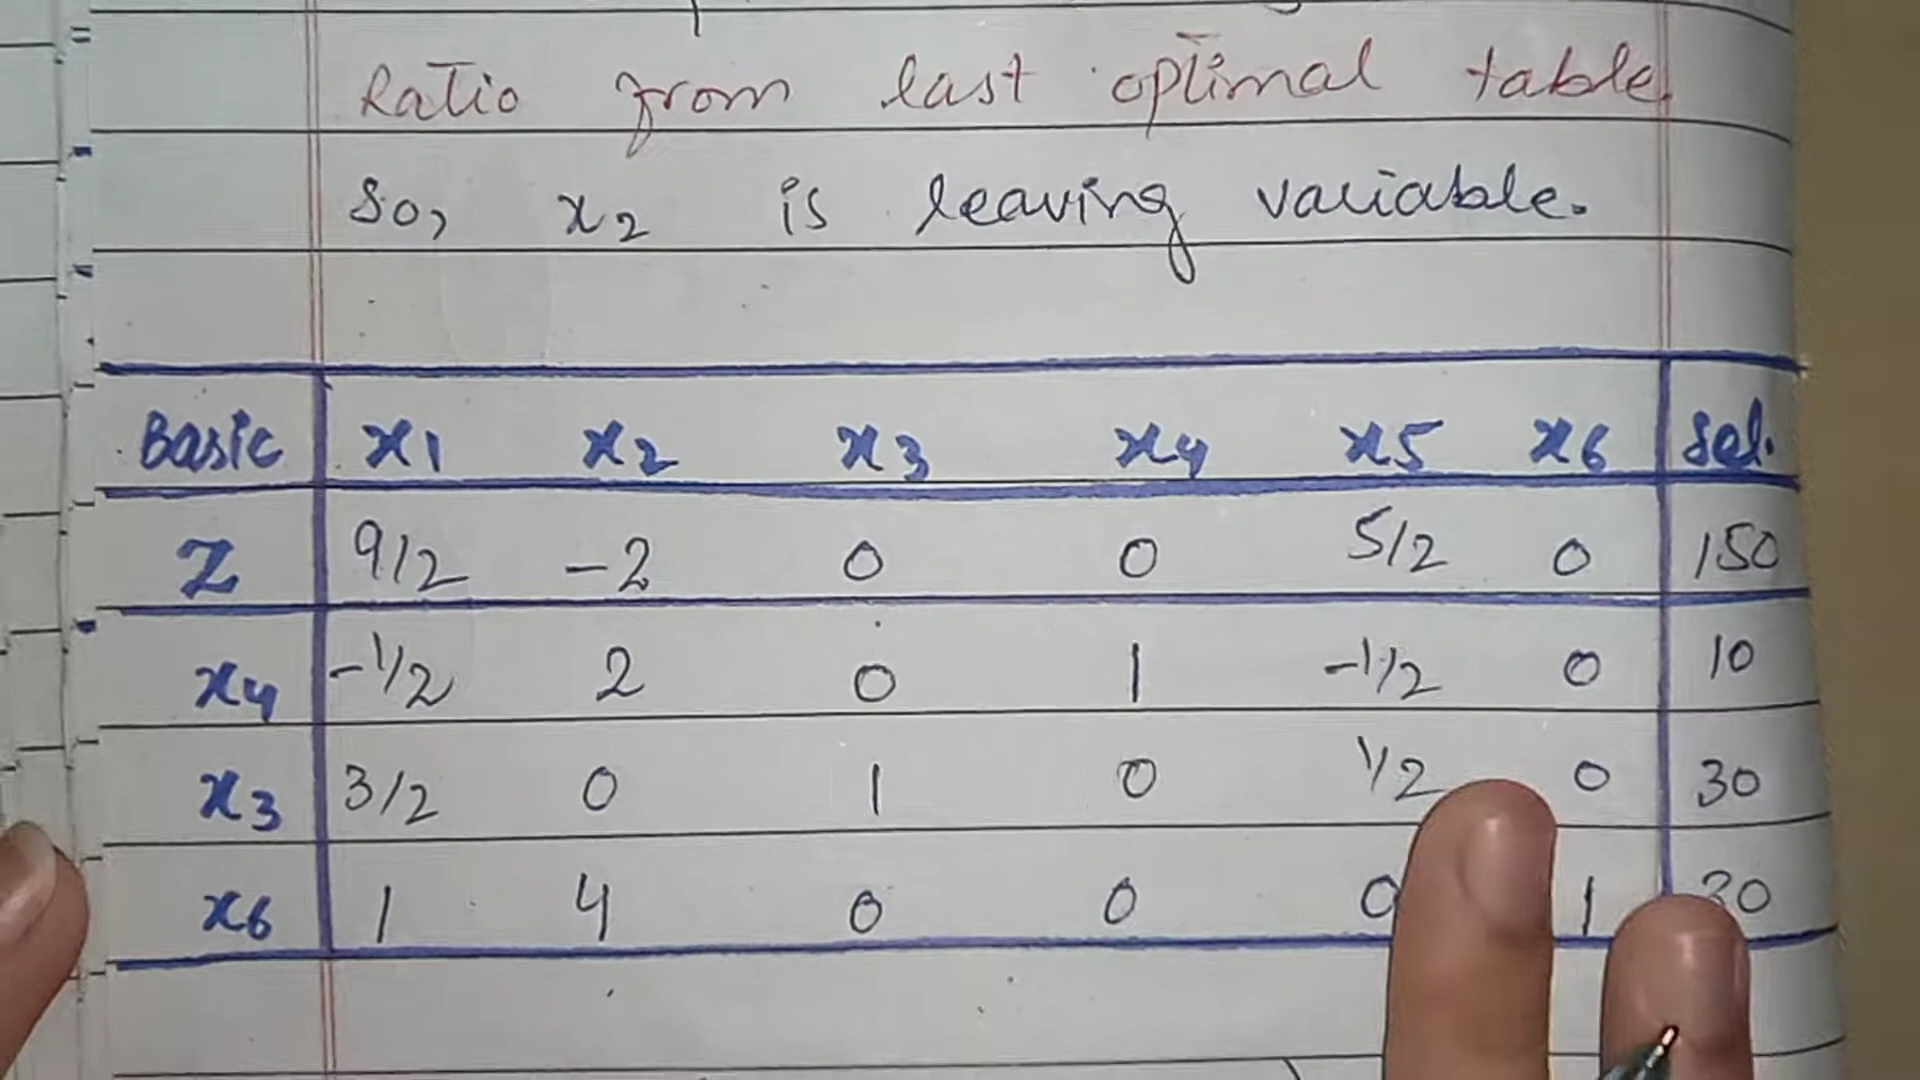 Ratio from last optimal table.
So, x2 is leaving variable.
Basic x1 x2 x3 x4 x5 x6 Sol.
Z 9/2 -2 0 0 5/2 0 150
x4 -1/2 2 0 1 -1/2 0 10
x3 3/2 0 1 0 1/2 0 30
x6 1 4 0 0 0 1